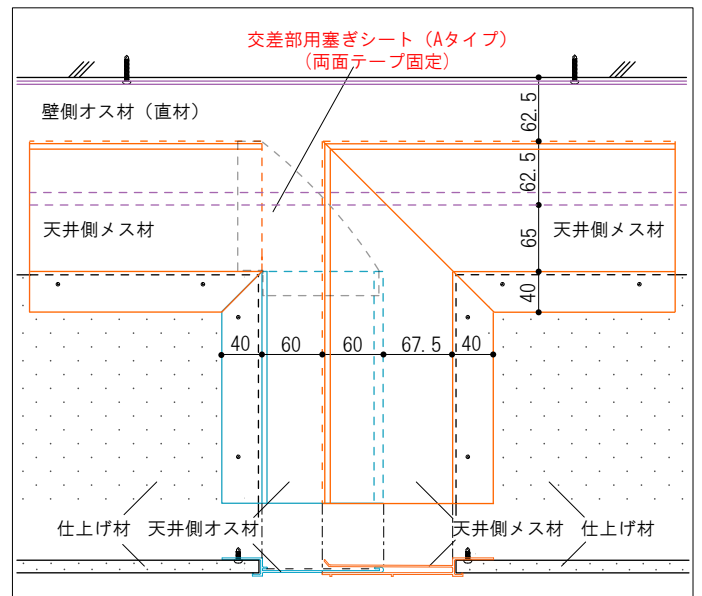 交差部用塞ぎシート（Aタイプ）
（両面テープ固定）
壁側オス材（直材）
62.5
62.5
天井側メス材
天井側メス材
65
40
40
60
60
67.5
40
仕上げ材
天井側オス材
天井側メス材
仕上げ材